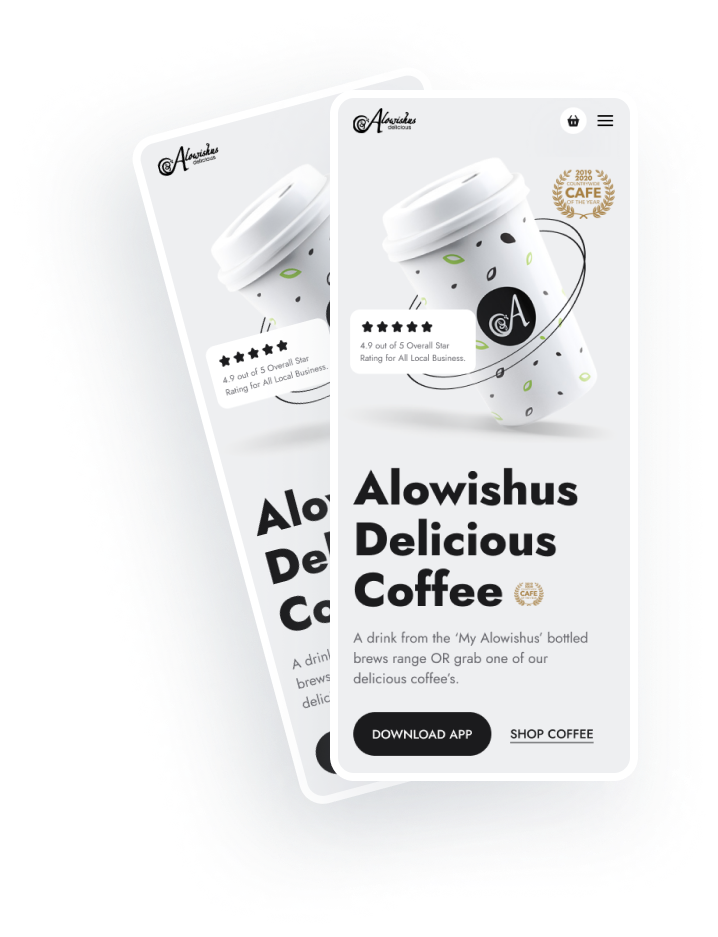 Alowishus
delicious
Alowishus
delicious
2019
2020
COUNTRYWIDE
CAFE
OF THE YEAR
A
4.9 out of 5 Overall Star
Rating for All Local Business.
4.9 out of 5 Overall Star
Rating for All Local Business.
Alowishus
Delicious
Coffee
CAFE
A drink from the ‘My Alowishus’ bottled
brews range OR grab one of our
delicious coffee’s.
DOWNLOAD APP
SHOP COFFEE
Alo
De
Co
A drin
brews
delic